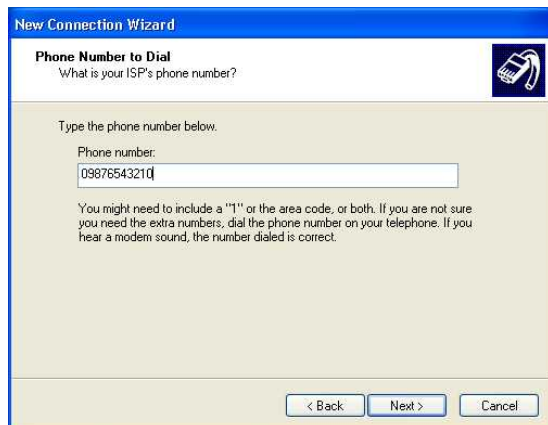 New Connection Wizard
Phone Number to Dial
What is your ISP's phone number?
Type the phone number below.
Phone number:
09876543210
You might need to include a "1" or the area code, or both. If you are not sure
you need the extra numbers, dial the phone number on your telephone. If you
hear a modem sound, the number dialed is correct.
< Back
Next >
Cancel